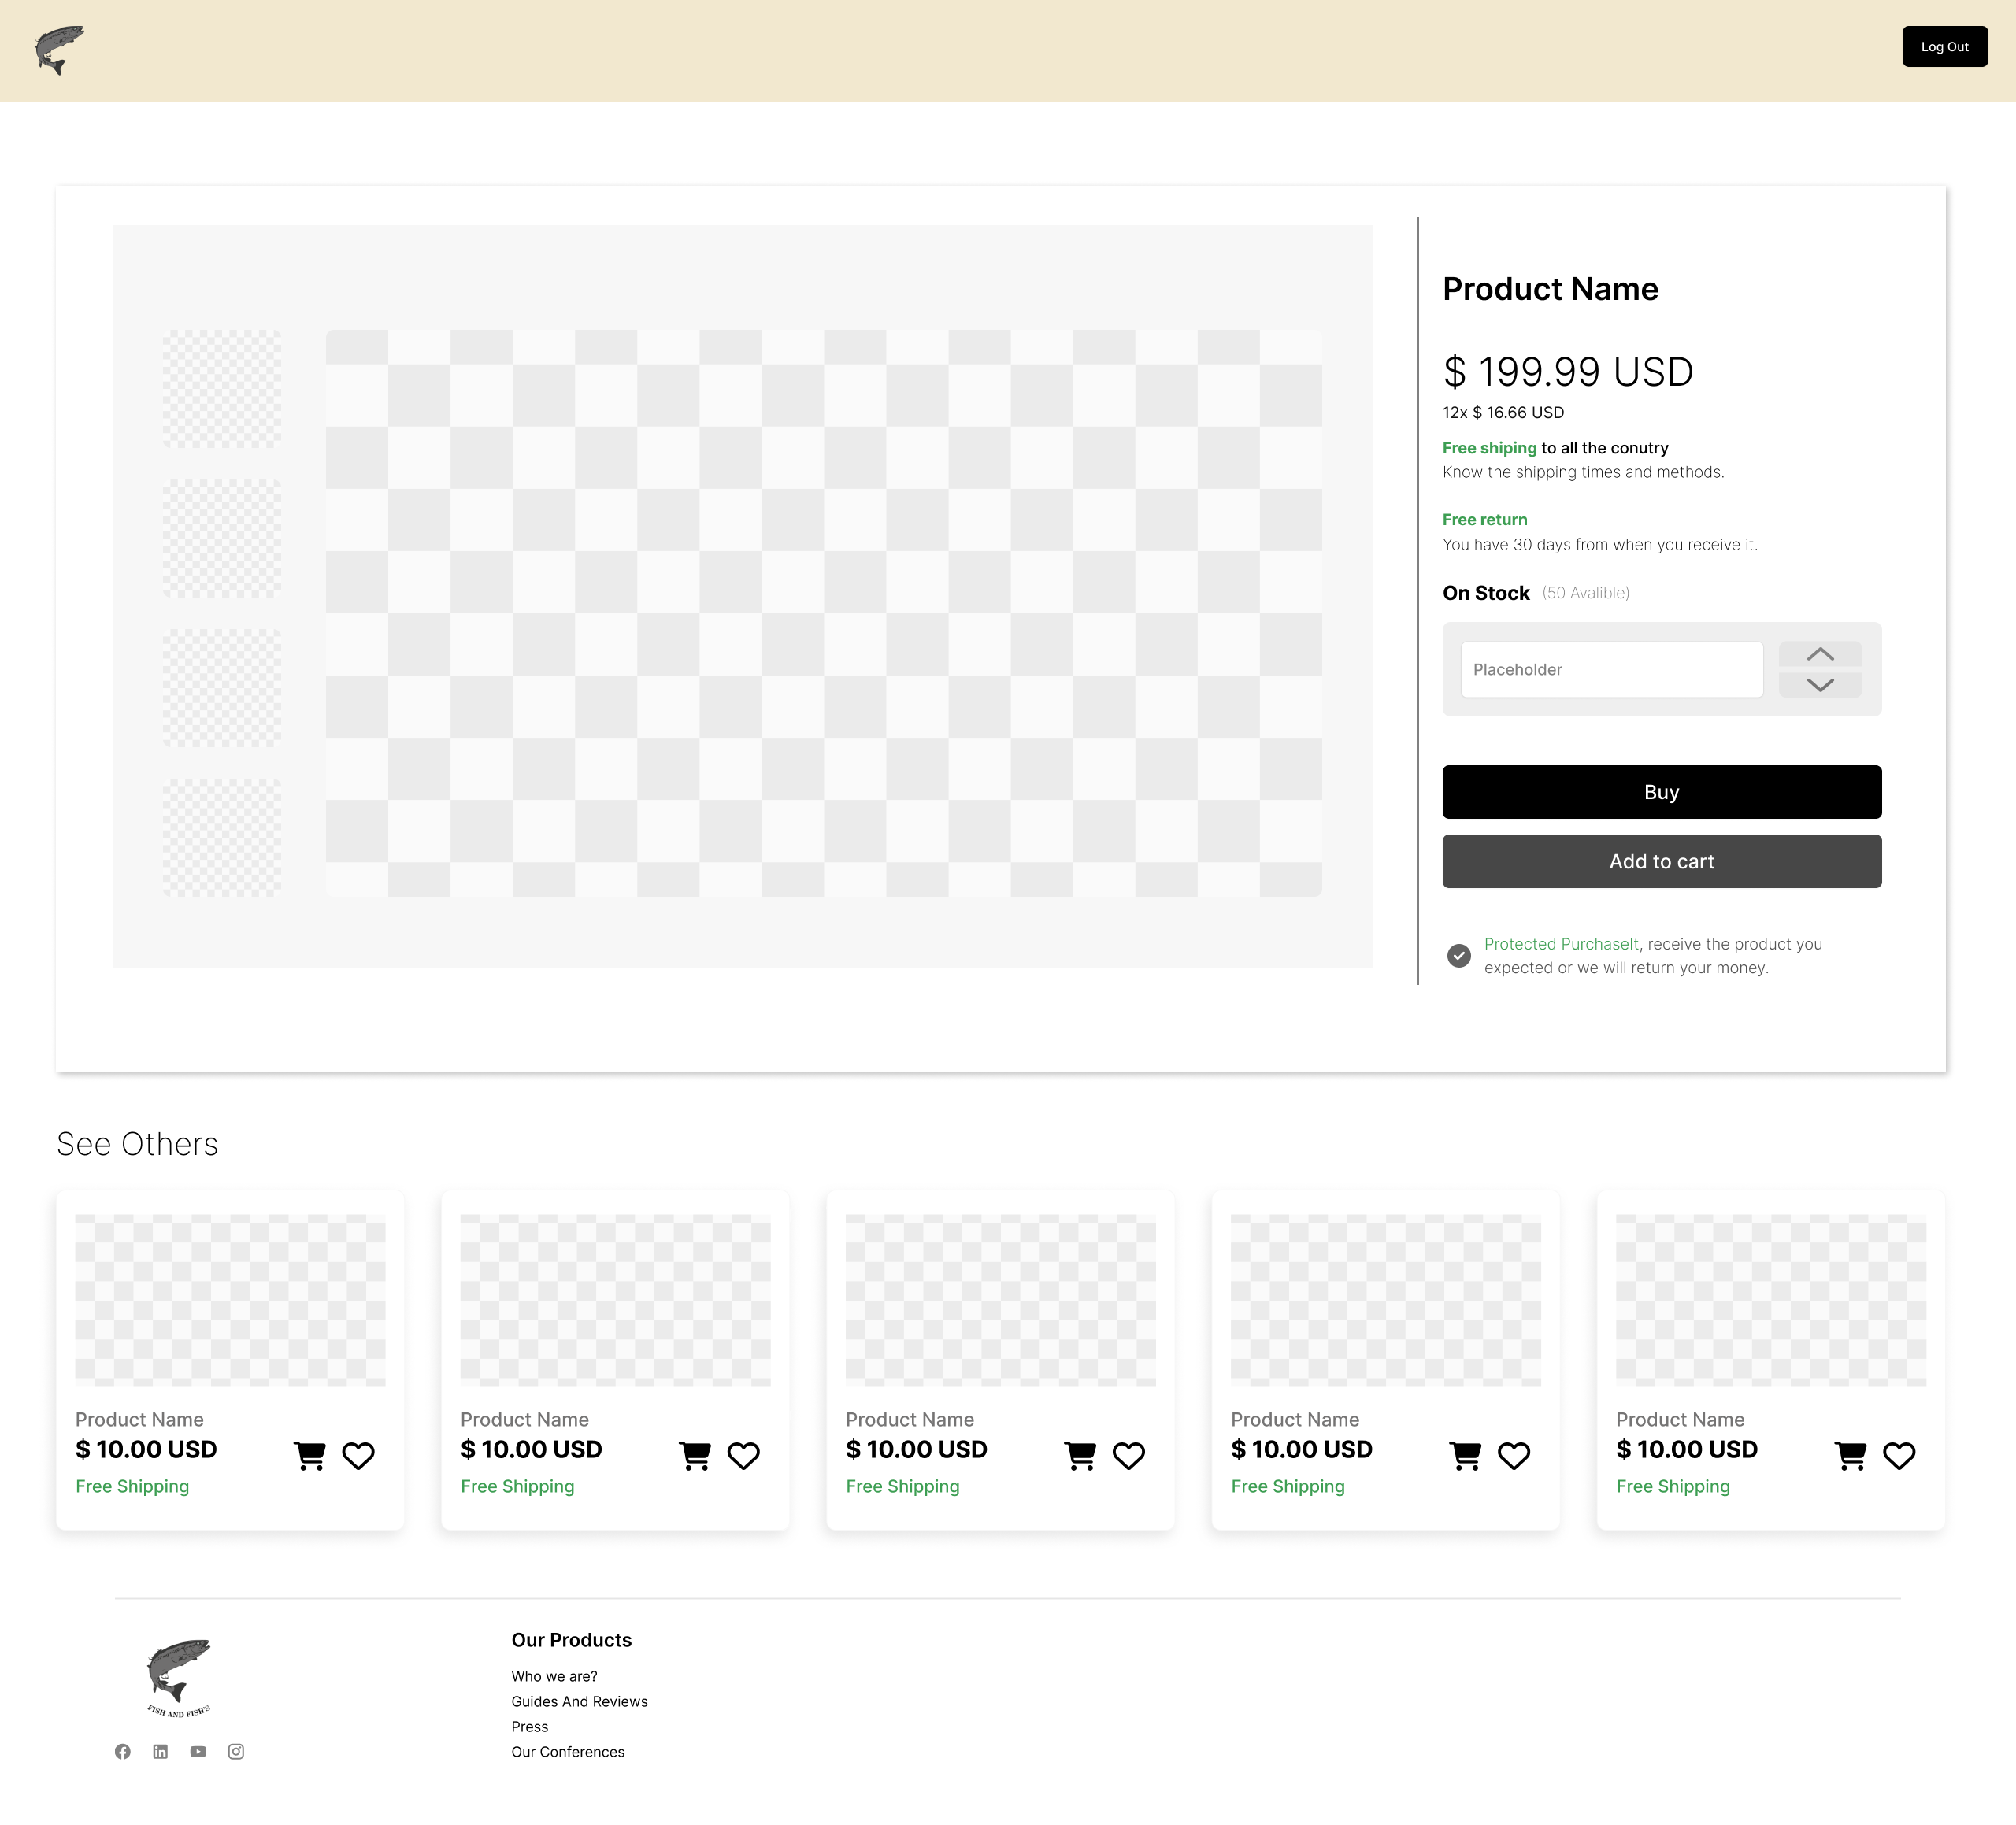 Log Out
Product Name
$ 199.99 USD
12x $ 16.66 USD
Free shiping to all the conutry
Know the shipping times and methods.
Free return
You have 30 days from when you receive it.
On Stock (50 Avalible)
Placeholder
Buy
Add to cart
Protected PurchaseIt, receive the product you
expected or we will return your money.
See Others
Product Name
$ 10.00 USD
Free Shipping
Product Name
$ 10.00 USD
Free Shipping
Product Name
$ 10.00 USD
Free Shipping
Product Name
$ 10.00 USD
Free Shipping
Product Name
$ 10.00 USD
Free Shipping
FISH AND FISH'S
Our Products
Who we are?
Guides And Reviews
Press
Our Conferences